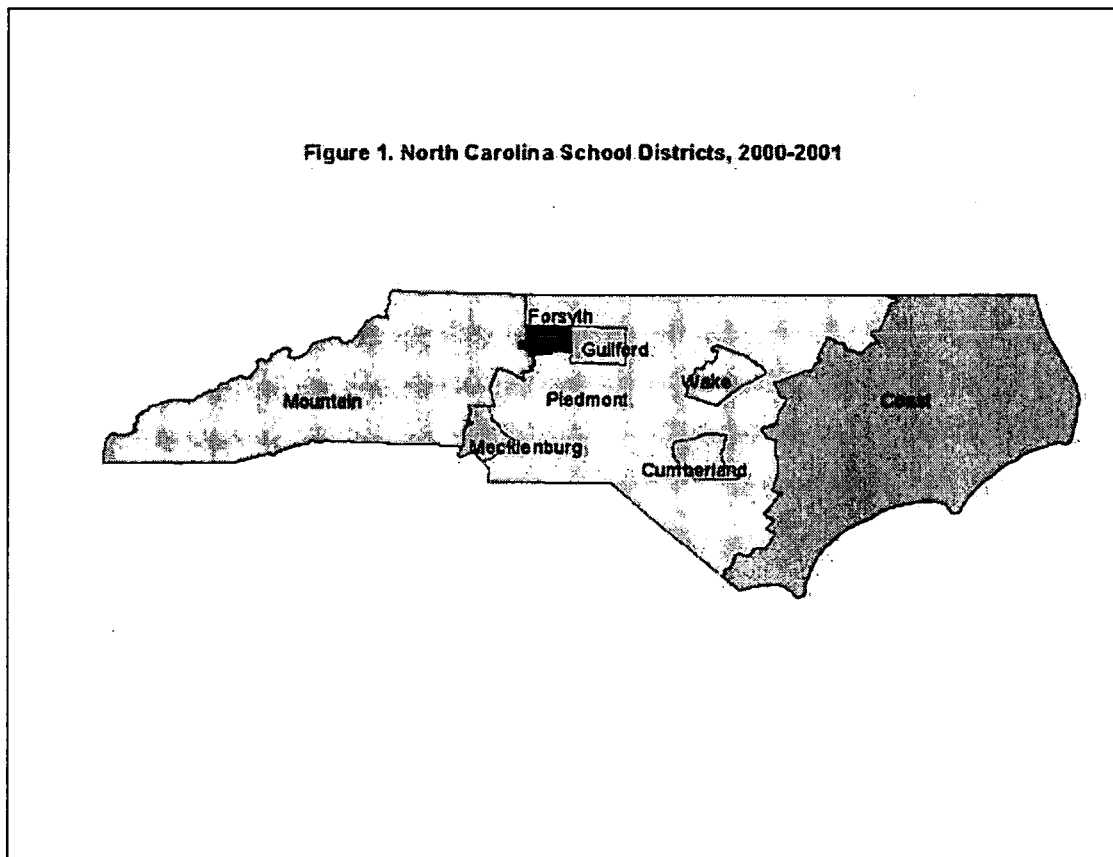 Figure 1. North Carolina School Districts, 2000-2001
Forsyth
Guilford
Wake
Mountain
Piedmont
Coast
Mecklenburg
Cumberland